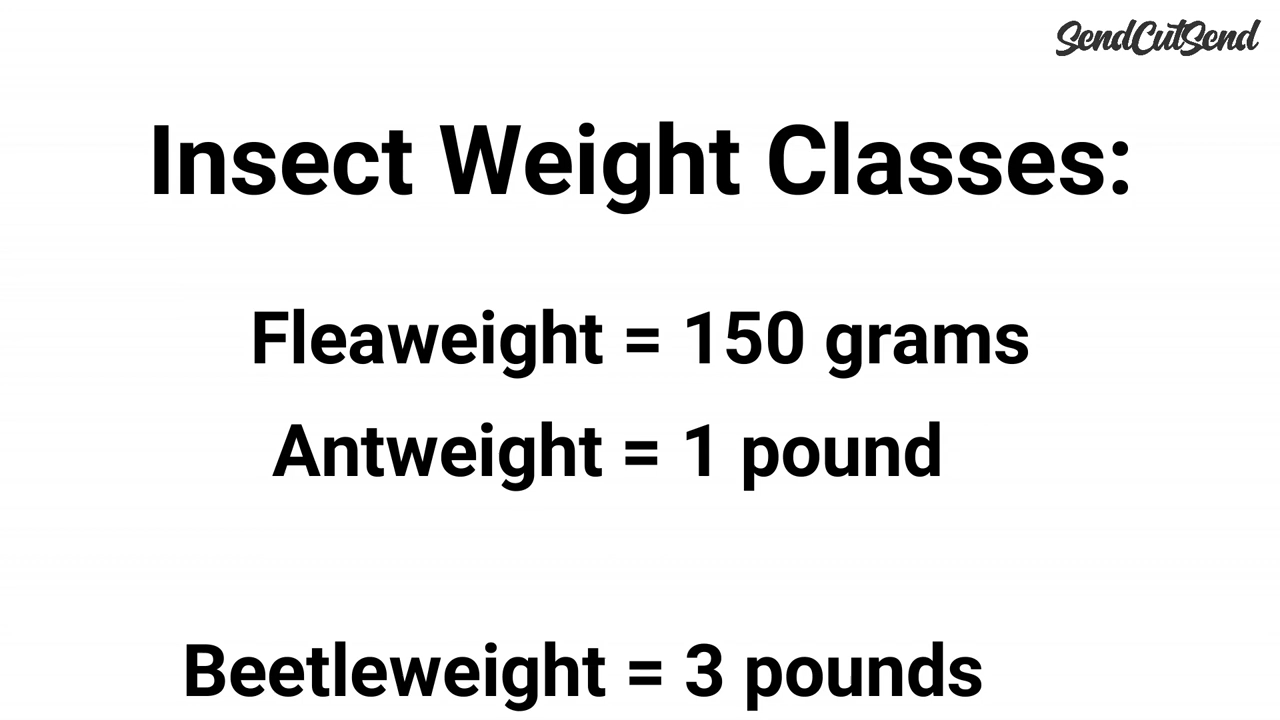 SendCutSend
Insect Weight Classes:
Fleaweight = 150 grams
Antweight = 1 pound
Beetleweight = 3 pounds